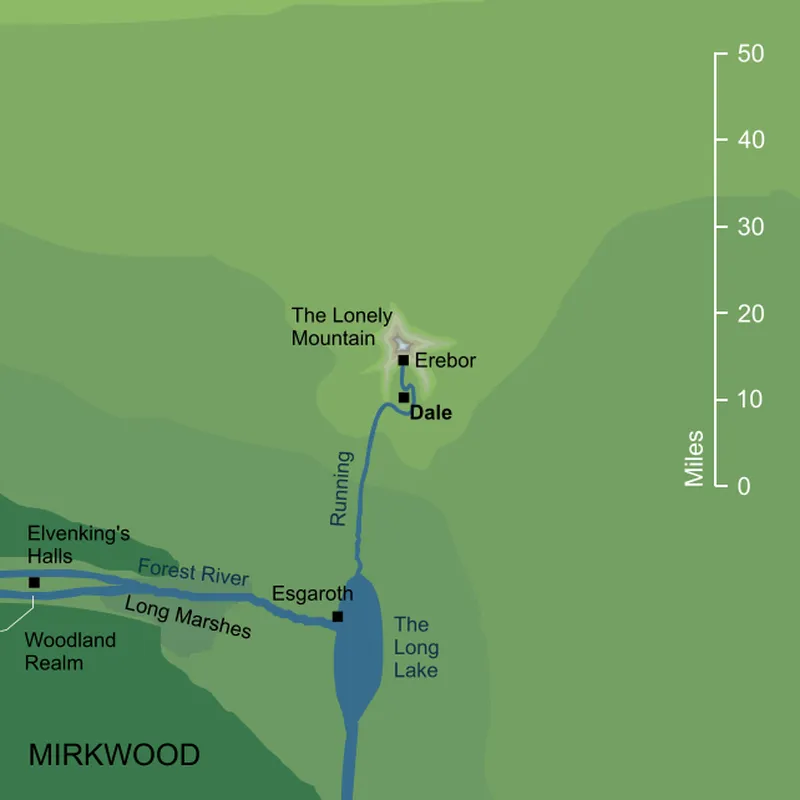 50
40
30
20
10
0
Miles
The Lonely
Mountain
Erebor
Dale
Running
Elvenking's
Halls
Forest River
Esgaroth
Long Marshes
The
Long
Lake
Woodland
Realm
MIRKWOOD